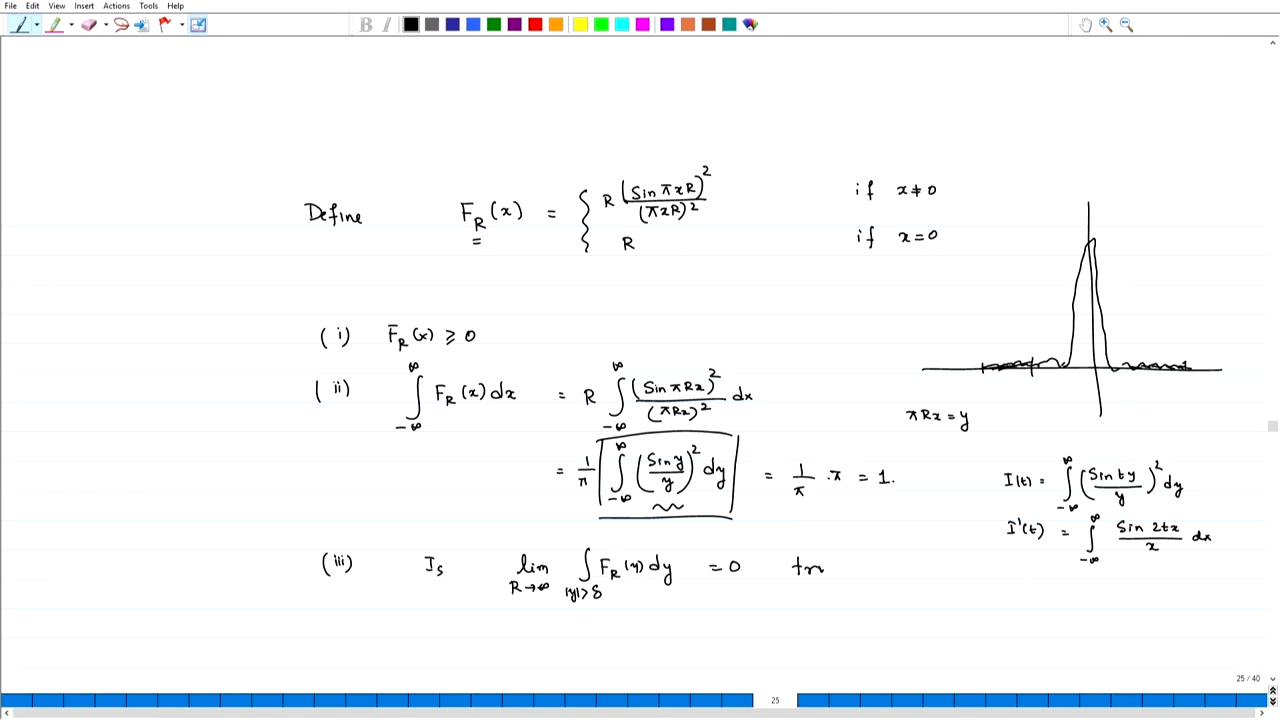 File Edit View Insert Actions Tools Help
B I
Define F_R(x) = { R (Sin πxR)^2 / (πxR)^2 if x≠0
R if x=0
(i) F_R(x) ⩾ 0
(ii) ∫_{-∞}^{∞} F_R(x) dx = R ∫_{-∞}^{∞} (Sin πRx)^2 / (πRx)^2 dx
πRx = y
= 1/π ∫_{-∞}^{∞} (Sin y / y)^2 dy = 1/π · π = 1.
I(t) = ∫_{-∞}^{∞} (Sin ty / y)^2 dy
I'(t) = ∫_{-∞}^{∞} Sin 2tx / x dx
(iii) Is lim_{R→∞} ∫_{|y|>δ} F_R(y) dy = 0
25 / 40
25